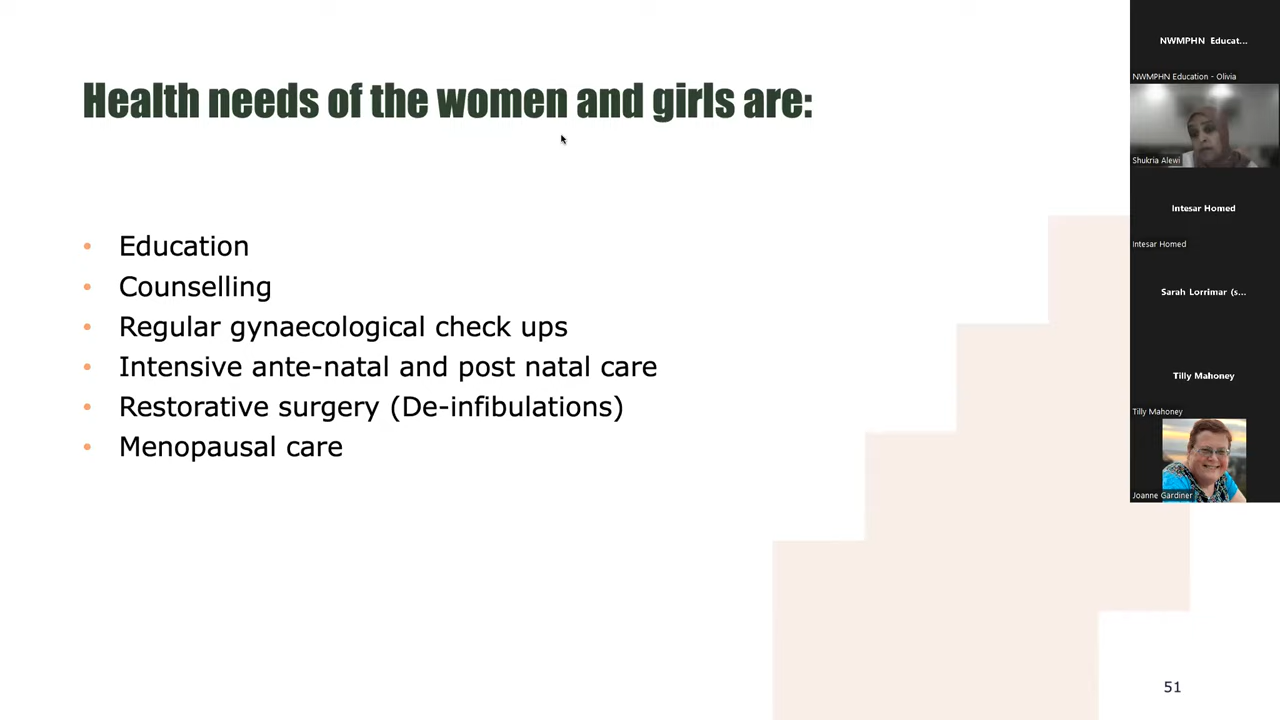 Health needs of the women and girls are:
• Education
• Counselling
• Regular gynaecological check ups
• Intensive ante-natal and post natal care
• Restorative surgery (De-infibulations)
• Menopausal care
51
NWMPHN Educat...
NWMPHN Education - Olivia
Shukria Alewi
Intesar Homed
Intesar Homed
Sarah Lorrimar (s...
Tilly Mahoney
Tilly Mahoney
Joanne Gardiner